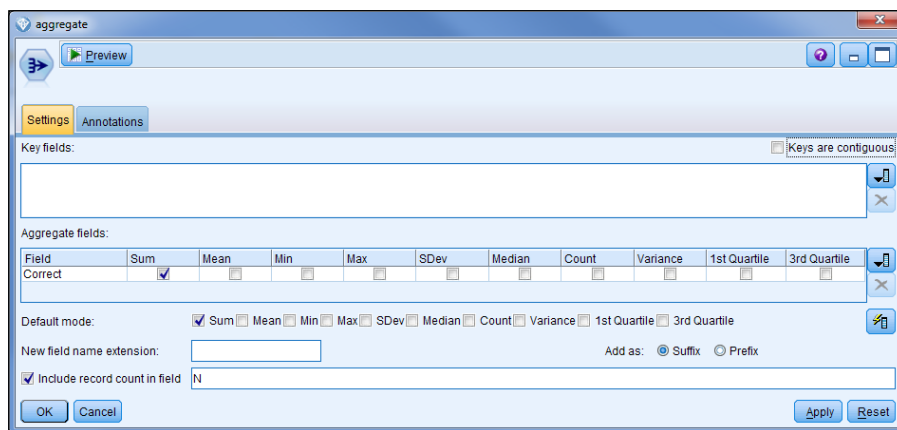 aggregate
Preview
Settings Annotations
Key fields: Keys are contiguous
Aggregate fields:
Field Sum Mean Min Max SDev Median Count Variance 1st Quartile 3rd Quartile
Correct
Default mode: Sum Mean Min Max SDev Median Count Variance 1st Quartile 3rd Quartile
New field name extension: Add as: Suffix Prefix
Include record count in field N
OK Cancel Apply Reset